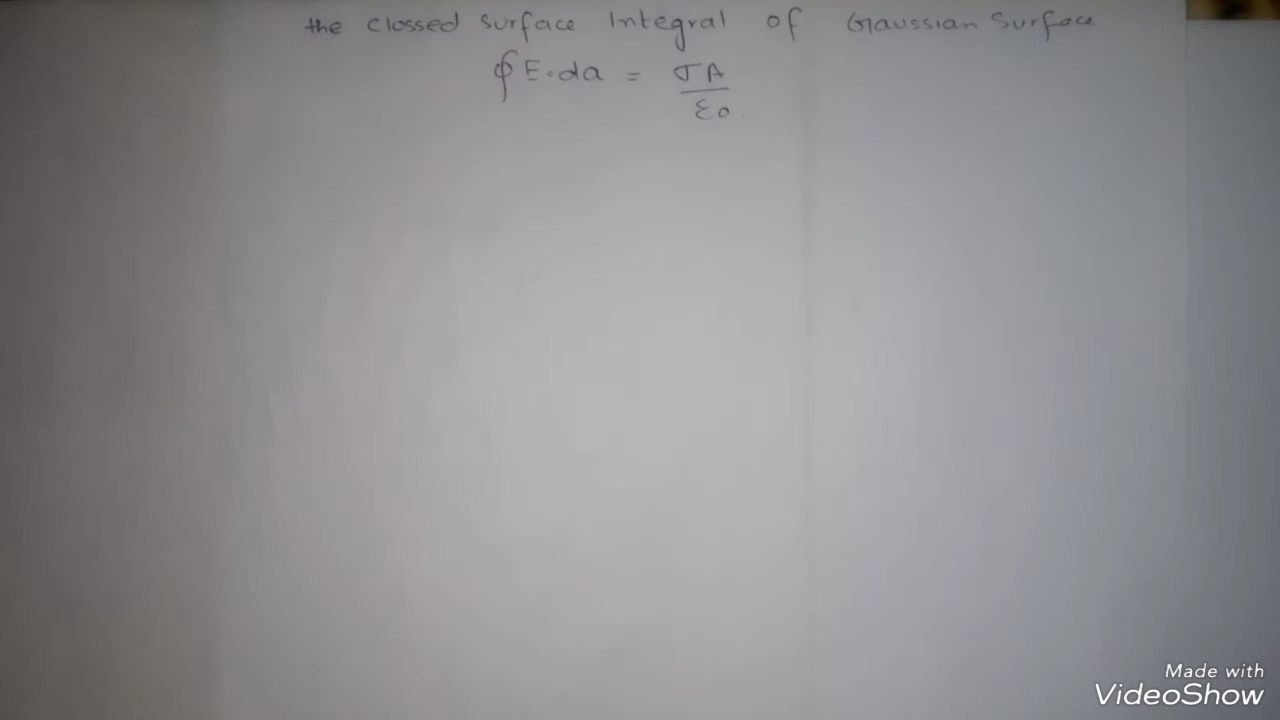 the Clossed Surface Integral of Gaussian Surface
∮E·da = σA
ε0
Made with
VideoShow